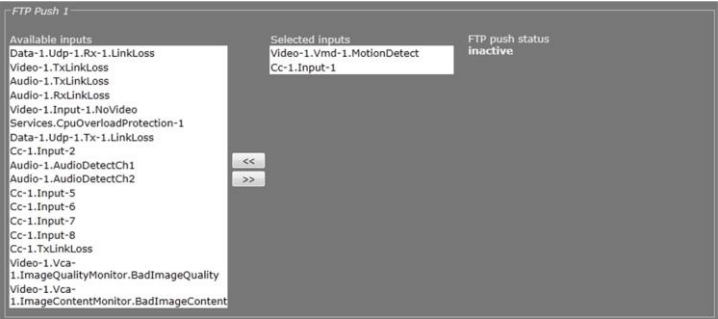 FTP Push 1
Available inputs
Data-1.Udp-1.Rx-1.LinkLoss
Video-1.TxLinkLoss
Audio-1.TxLinkLoss
Audio-1.RxLinkLoss
Video-1.Input-1.NoVideo
Services.CpuOverloadProtection-1
Data-1.Udp-1.Tx-1.LinkLoss
Cc-1.Input-2
Audio-1.AudioDetectCh1
Audio-1.AudioDetectCh2
Cc-1.Input-5
Cc-1.Input-6
Cc-1.Input-7
Cc-1.Input-8
Cc-1.TxLinkLoss
Video-1.Vca-
1.ImageQualityMonitor.BadImageQuality
Video-1.Vca-
1.ImageContentMonitor.BadImageContent
<<
>>
Selected inputs
Video-1.Vmd-1.MotionDetect
Cc-1.Input-1
FTP push status
inactive